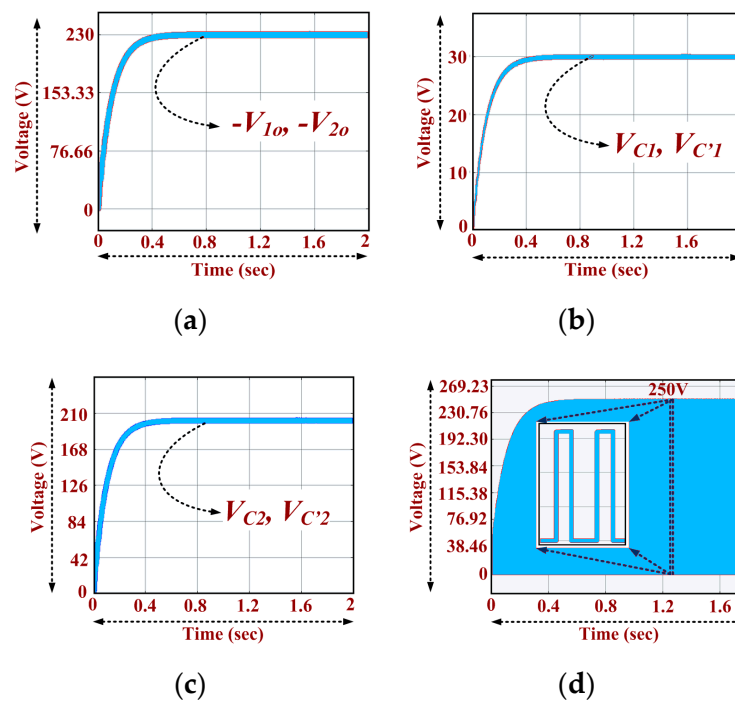 Voltage (V)
230
153.33
76.66
0
-V1o, -V2o
0 0.4 0.8 1.2 1.6 2
Time (sec)
(a)
Voltage (V)
30
20
10
0
VC1, VC'1
0 0.4 0.8 1.2 1.6
Time (sec)
(b)
Voltage (V)
210
168
126
84
42
0
VC2, VC'2
0 0.4 0.8 1.2 1.6 2
Time (sec)
(c)
Voltage (V)
269.23
230.76
192.30
153.84
115.38
76.92
38.46
0
250V
0 0.4 0.8 1.2 1.6
Time (sec)
(d)